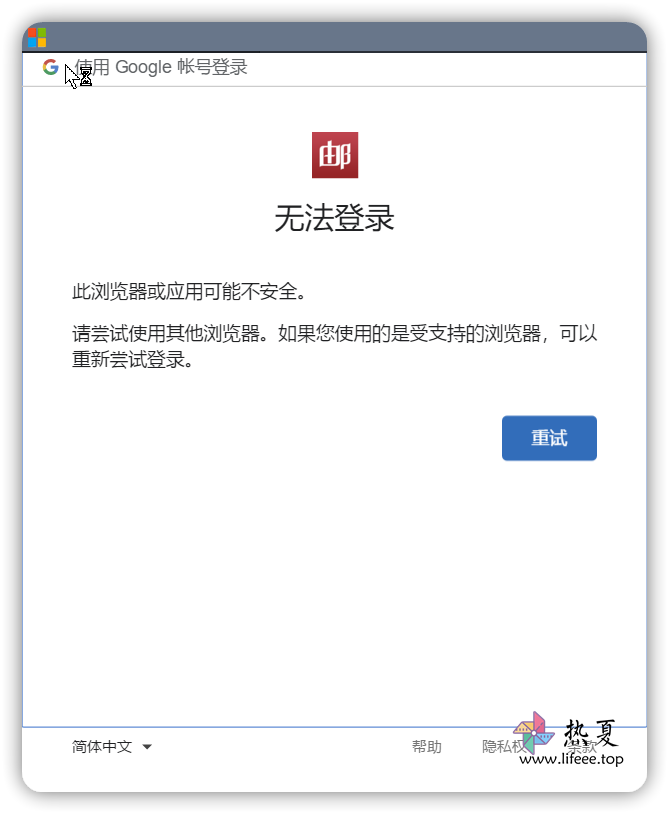 使用 Google 帐号登录
邮
无法登录
此浏览器或应用可能不安全。
请尝试使用其他浏览器。如果您使用的是受支持的浏览器，可以
重新尝试登录。
重试
简体中文
帮助
隐私权
条款
热夏
www.lifeee.top